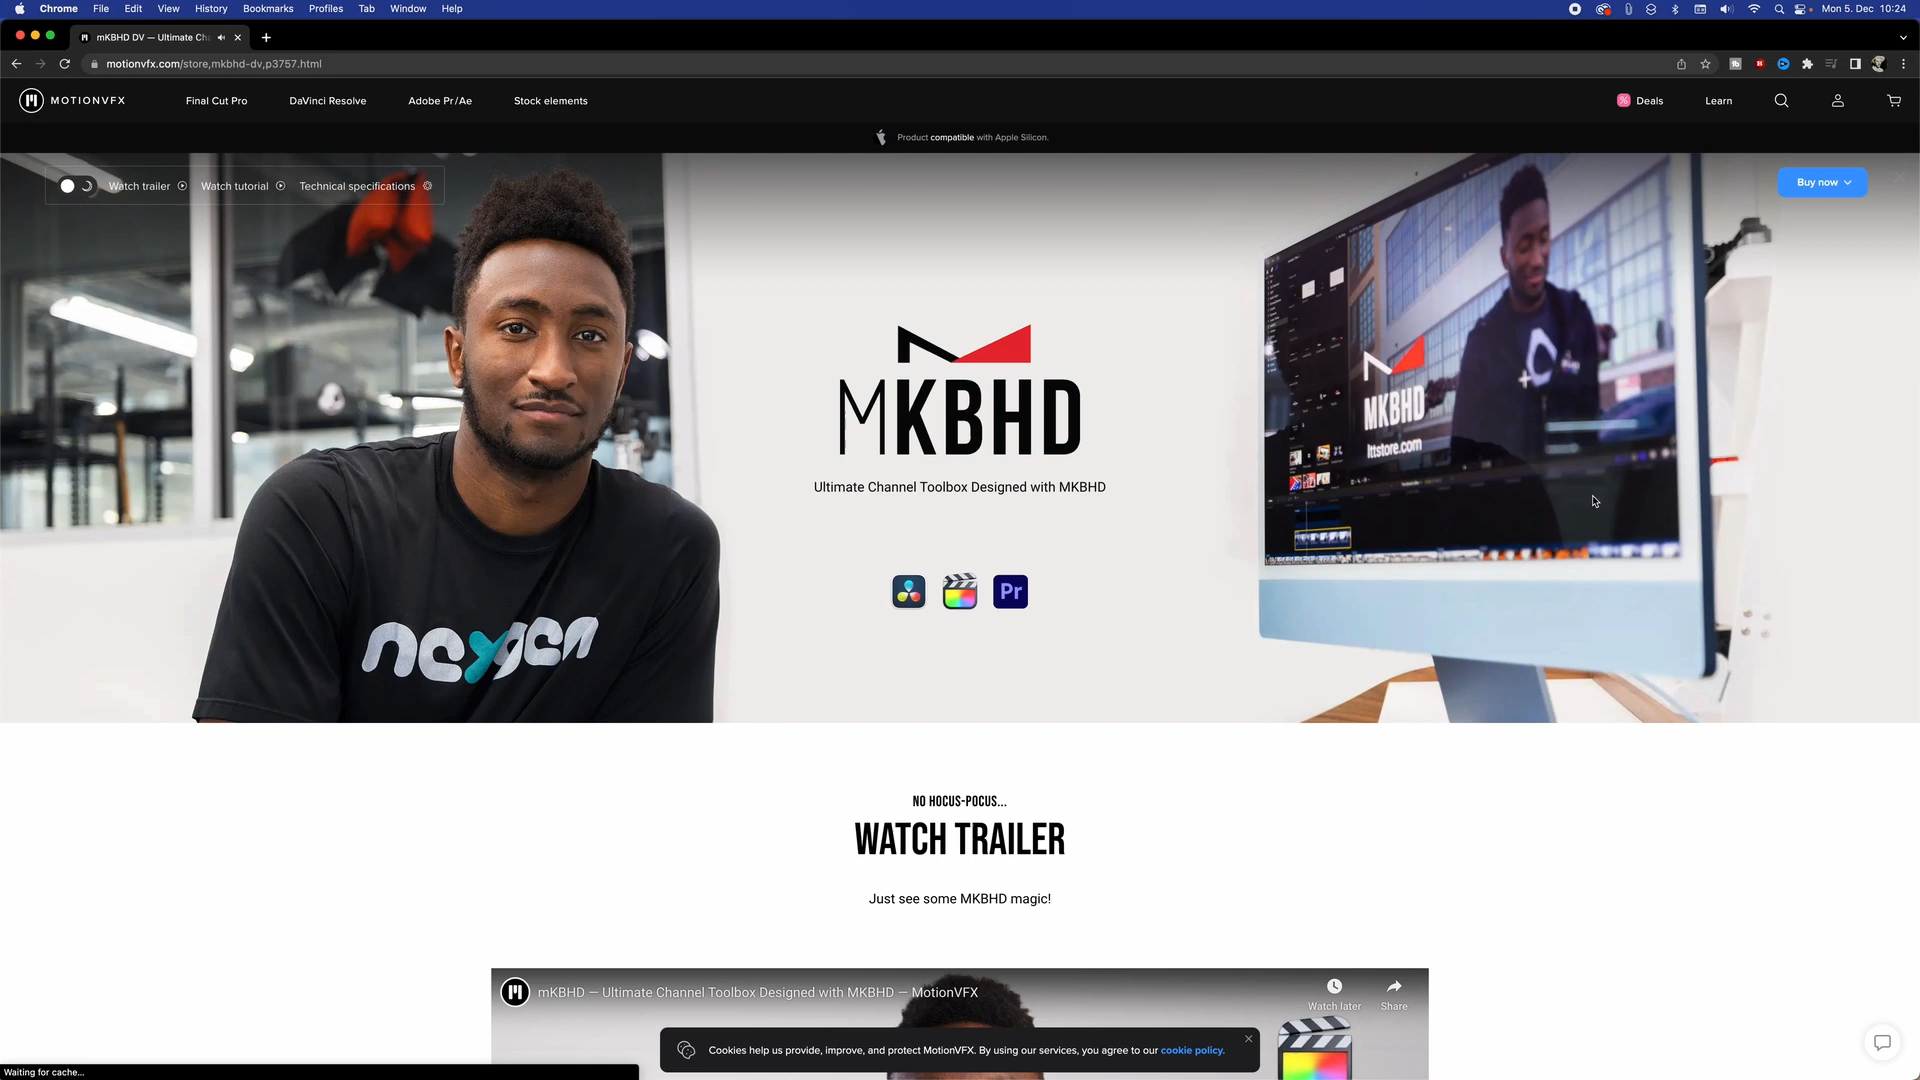 Chrome File Edit View History Bookmarks Profiles Tab Window Help
Mon 5. Dec 10:24
mKBHD DV — Ultimate Ch
motionvfx.com/store,mkbhd-dv,p3757.html
MOTIONVFX
Final Cut Pro DaVinci Resolve Adobe Pr/Ae Stock elements
% Deals Learn
Product compatible with Apple Silicon.
Watch trailer Watch tutorial Technical specifications
Buy now
MKBHD
Ultimate Channel Toolbox Designed with MKBHD
Pr
nexgen
MKBHD
lttstore.com
NO HOCUS-POCUS...
WATCH TRAILER
Just see some MKBHD magic!
mKBHD — Ultimate Channel Toolbox Designed with MKBHD — MotionVFX
Watch later Share
Cookies help us provide, improve, and protect MotionVFX. By using our services, you agree to our cookie policy.
Waiting for cache...